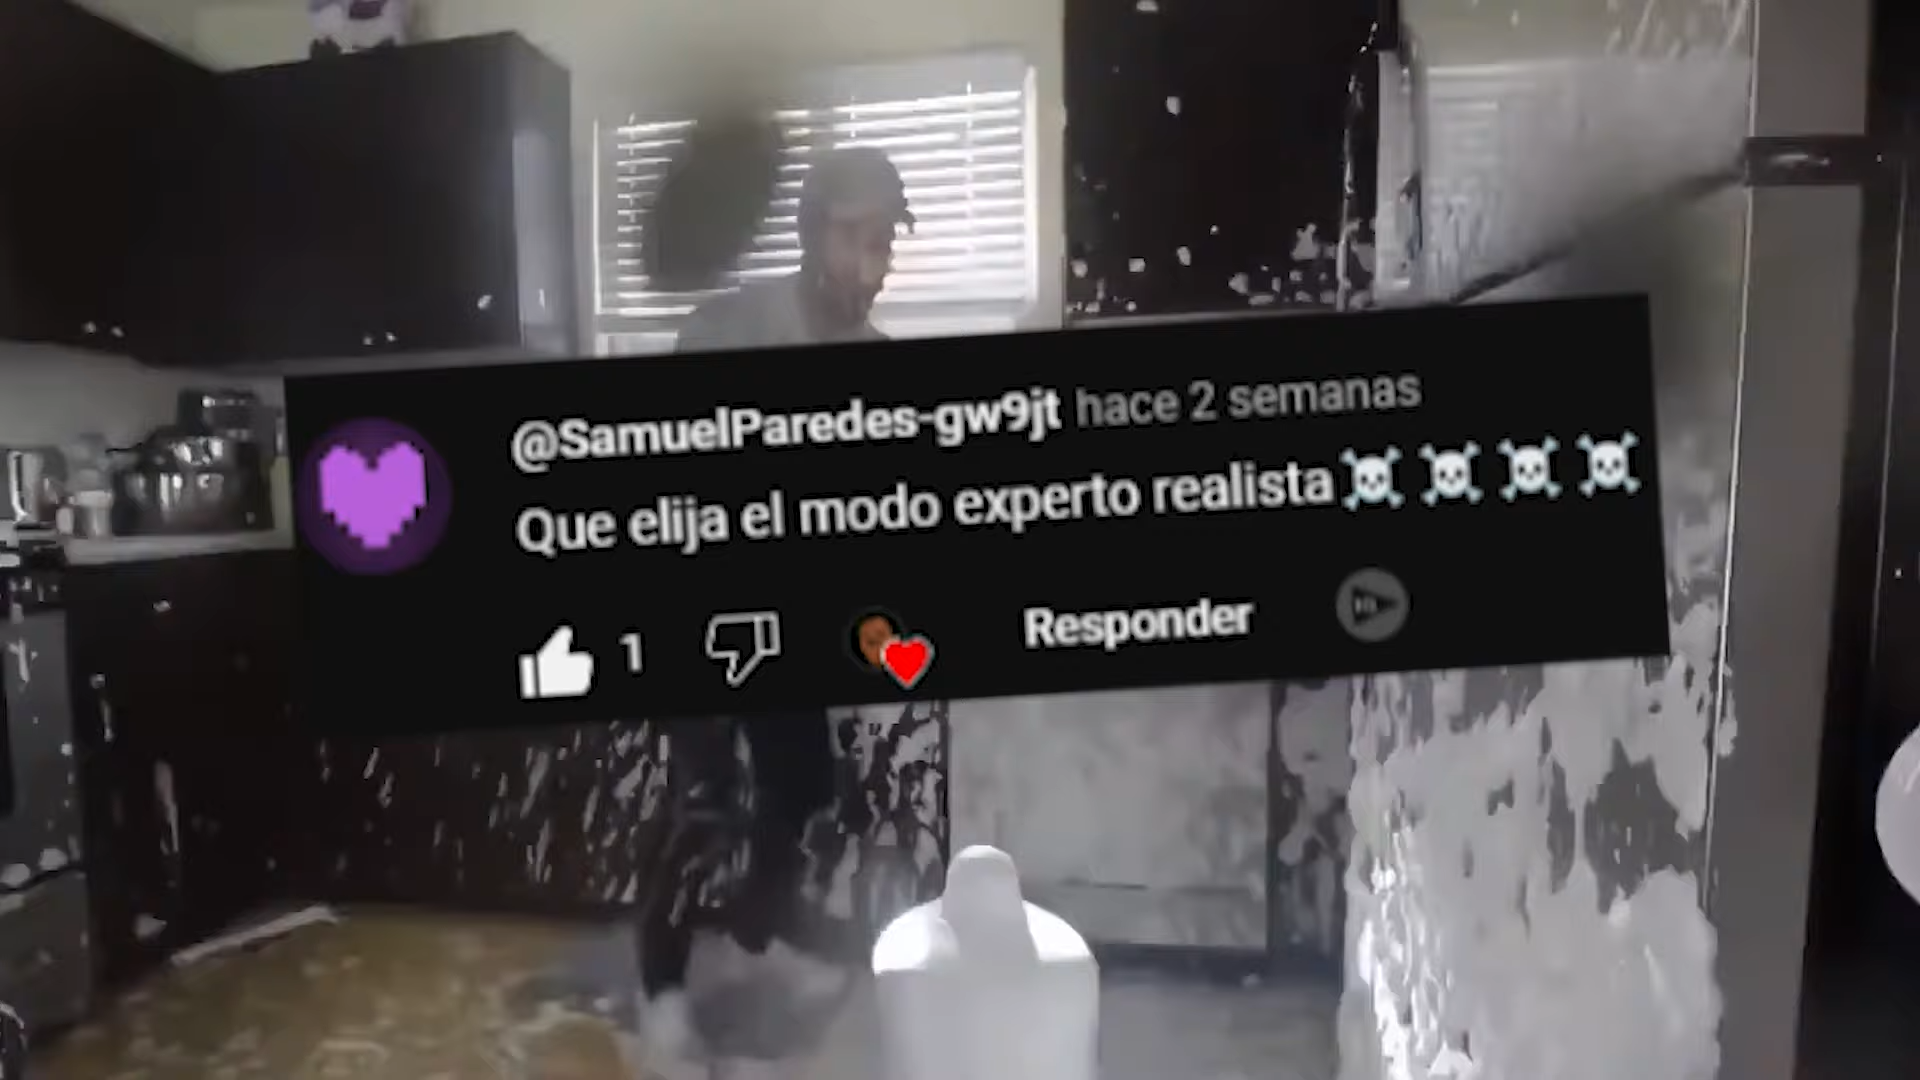 @SamuelParedes-gw9jt hace 2 semanas
Que elija el modo experto realista☠️☠️☠️☠️
1
Responder